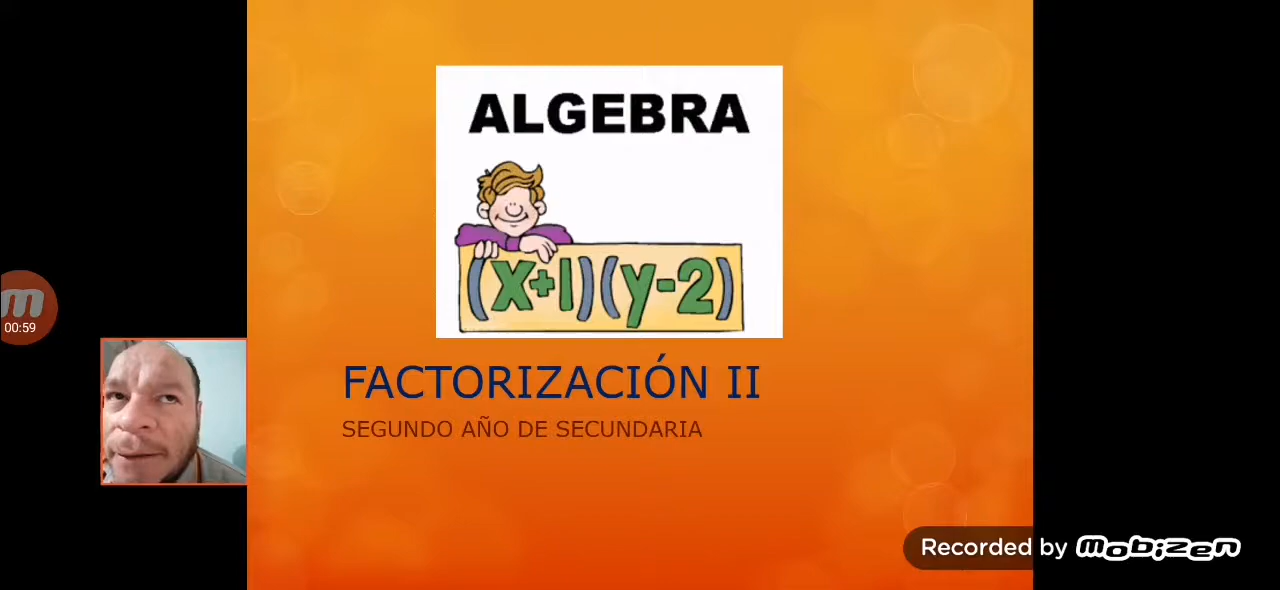 ALGEBRA
(x+1)(y-2)
FACTORIZACIÓN II
SEGUNDO AÑO DE SECUNDARIA
m
00:59
Recorded by mobizen